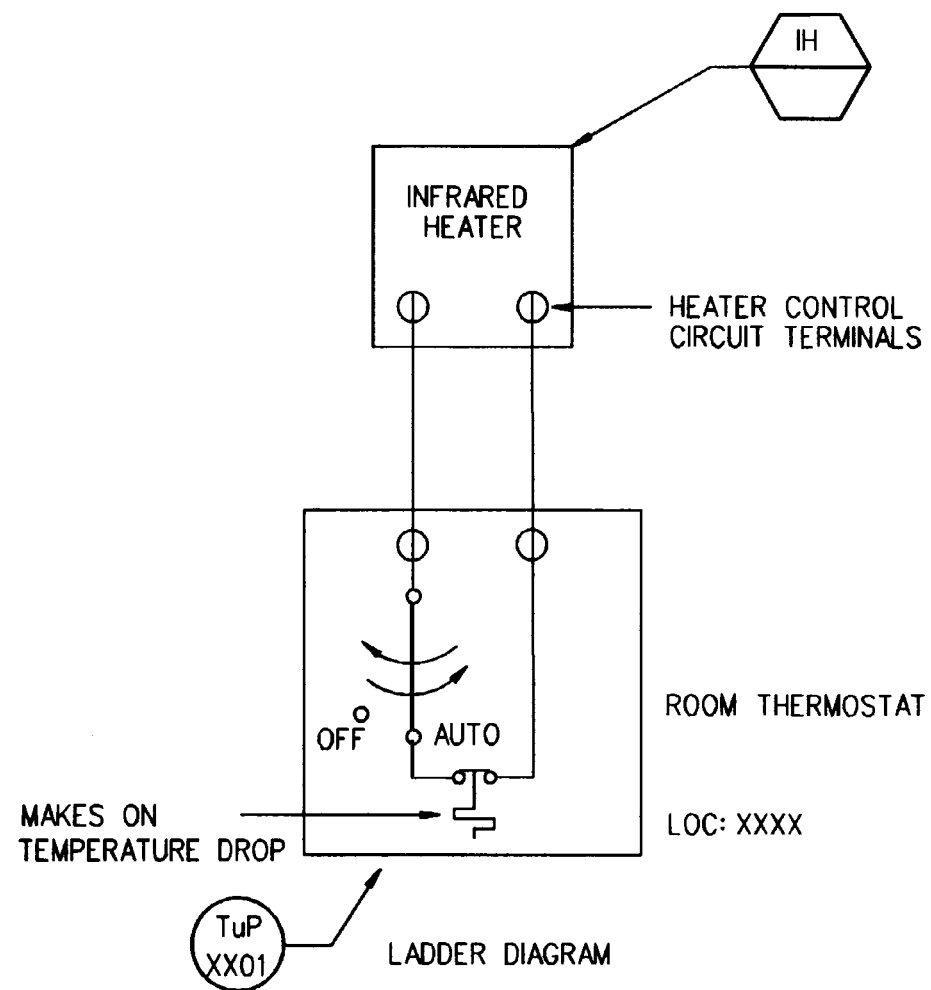 IH
INFRARED
HEATER
HEATER CONTROL
CIRCUIT TERMINALS
OFF
AUTO
ROOM THERMOSTAT
MAKES ON
TEMPERATURE DROP
LOC: XXXX
TuP
XX01
LADDER DIAGRAM